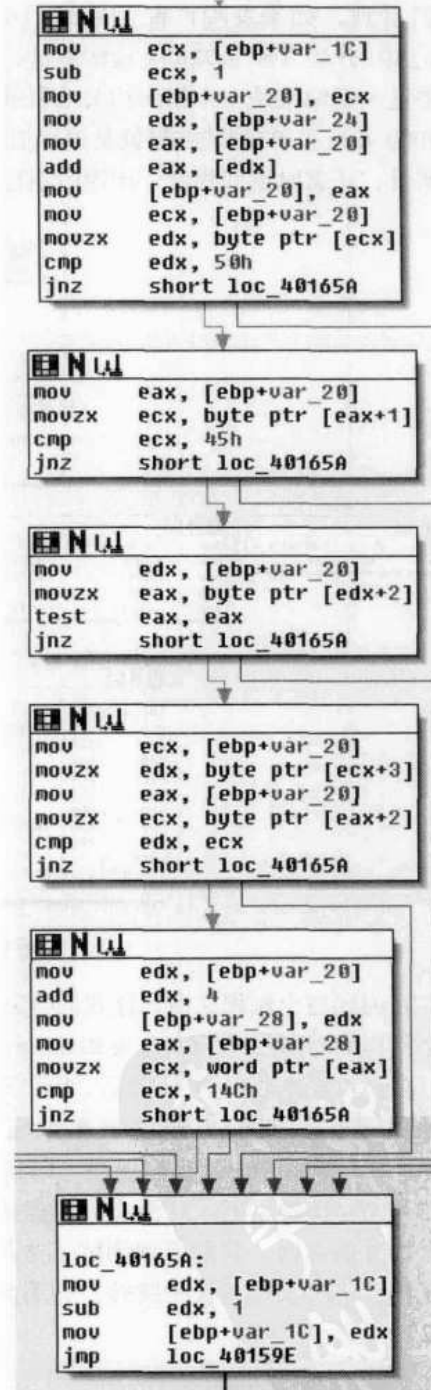 mov ecx, [ebp+var_1C]
sub ecx, 1
mov [ebp+var_20], ecx
mov edx, [ebp+var_24]
mov eax, [ebp+var_20]
add eax, [edx]
mov [ebp+var_20], eax
mov ecx, [ebp+var_20]
movzx edx, byte ptr [ecx]
cmp edx, 50h
jnz short loc_40165A
mov eax, [ebp+var_20]
movzx ecx, byte ptr [eax+1]
cmp ecx, 45h
jnz short loc_40165A
mov edx, [ebp+var_20]
movzx eax, byte ptr [edx+2]
test eax, eax
jnz short loc_40165A
mov ecx, [ebp+var_20]
movzx edx, byte ptr [ecx+3]
mov eax, [ebp+var_20]
movzx ecx, byte ptr [eax+2]
cmp edx, ecx
jnz short loc_40165A
mov edx, [ebp+var_20]
add edx, 4
mov [ebp+var_28], edx
mov eax, [ebp+var_28]
movzx ecx, word ptr [eax]
cmp ecx, 14Ch
jnz short loc_40165A
loc_40165A:
mov edx, [ebp+var_1C]
sub edx, 1
mov [ebp+var_1C], edx
jmp loc_40159E